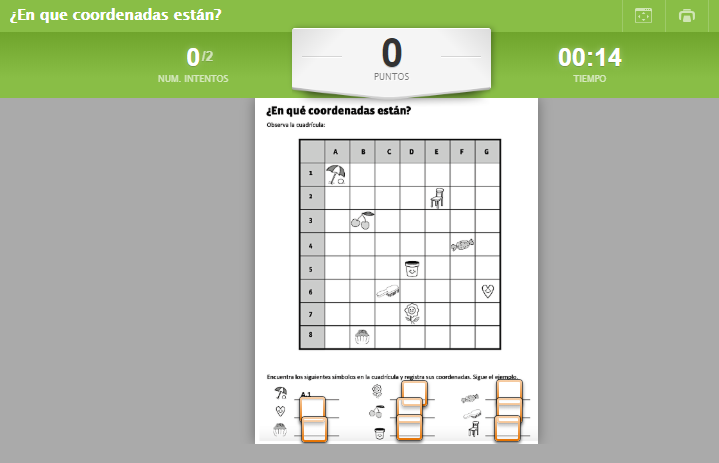 ¿En que coordenadas están?
0/2
NUM. INTENTOS
0
PUNTOS
00:14
TIEMPO
¿En qué coordenadas están?
Observa la cuadrícula:
A B C D E F G
1
2
3
4
5
6
7
8
Encuentra los siguientes símbolos en la cuadrícula y registra sus coordenadas. Sigue el ejemplo.
A,1